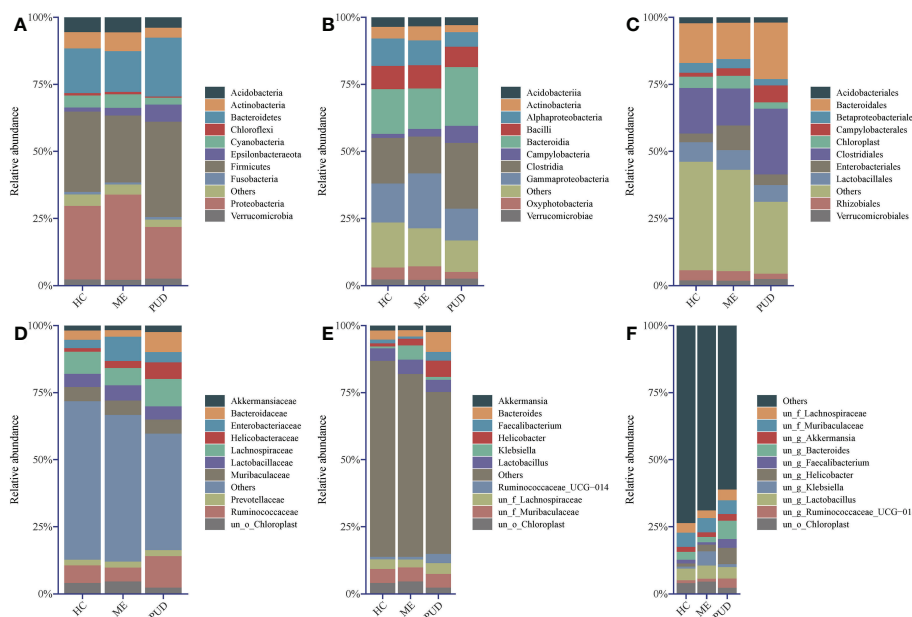 A
Relative abundance
100%
75%
50%
25%
0%
HC
ME
PUD
Acidobacteria
Actinobacteria
Bacteroidetes
Chloroflexi
Cyanobacteria
Epsilonbacteraeota
Firmicutes
Fusobacteria
Others
Proteobacteria
Verrucomicrobia
B
Relative abundance
100%
75%
50%
25%
0%
HC
ME
PUD
Acidobacteriia
Actinobacteria
Alphaproteobacteria
Bacilli
Bacteroidia
Campylobacteria
Clostridia
Gammaproteobacteria
Others
Oxyphotobacteria
Verrucomicrobiae
C
Relative abundance
100%
75%
50%
25%
0%
HC
ME
PUD
Acidobacteriales
Bacteroidales
Betaproteobacteriales
Campylobacterales
Chloroplast
Clostridiales
Enterobacteriales
Lactobacillales
Others
Rhizobiales
Verrucomicrobiales
D
Relative abundance
100%
75%
50%
25%
0%
HC
ME
PUD
Akkermansiaceae
Bacteroidaceae
Enterobacteriaceae
Helicobacteraceae
Lachnospiraceae
Lactobacillaceae
Muribaculaceae
Others
Prevotellaceae
Ruminococcaceae
un_o_Chloroplast
E
Relative abundance
100%
75%
50%
25%
0%
HC
ME
PUD
Akkermansia
Bacteroides
Faecalibacterium
Helicobacter
Klebsiella
Lactobacillus
Others
Ruminococcaceae_UCG-014
un_f_Lachnospiraceae
un_f_Muribaculaceae
un_o_Chloroplast
F
Relative abundance
100%
75%
50%
25%
0%
HC
ME
PUD
Others
un_f_Lachnospiraceae
un_f_Muribaculaceae
un_g_Akkermansia
un_g_Bacteroides
un_g_Faecalibacterium
un_g_Helicobacter
un_g_Klebsiella
un_g_Lactobacillus
un_g_Ruminococcaceae_UCG-01
un_o_Chloroplast